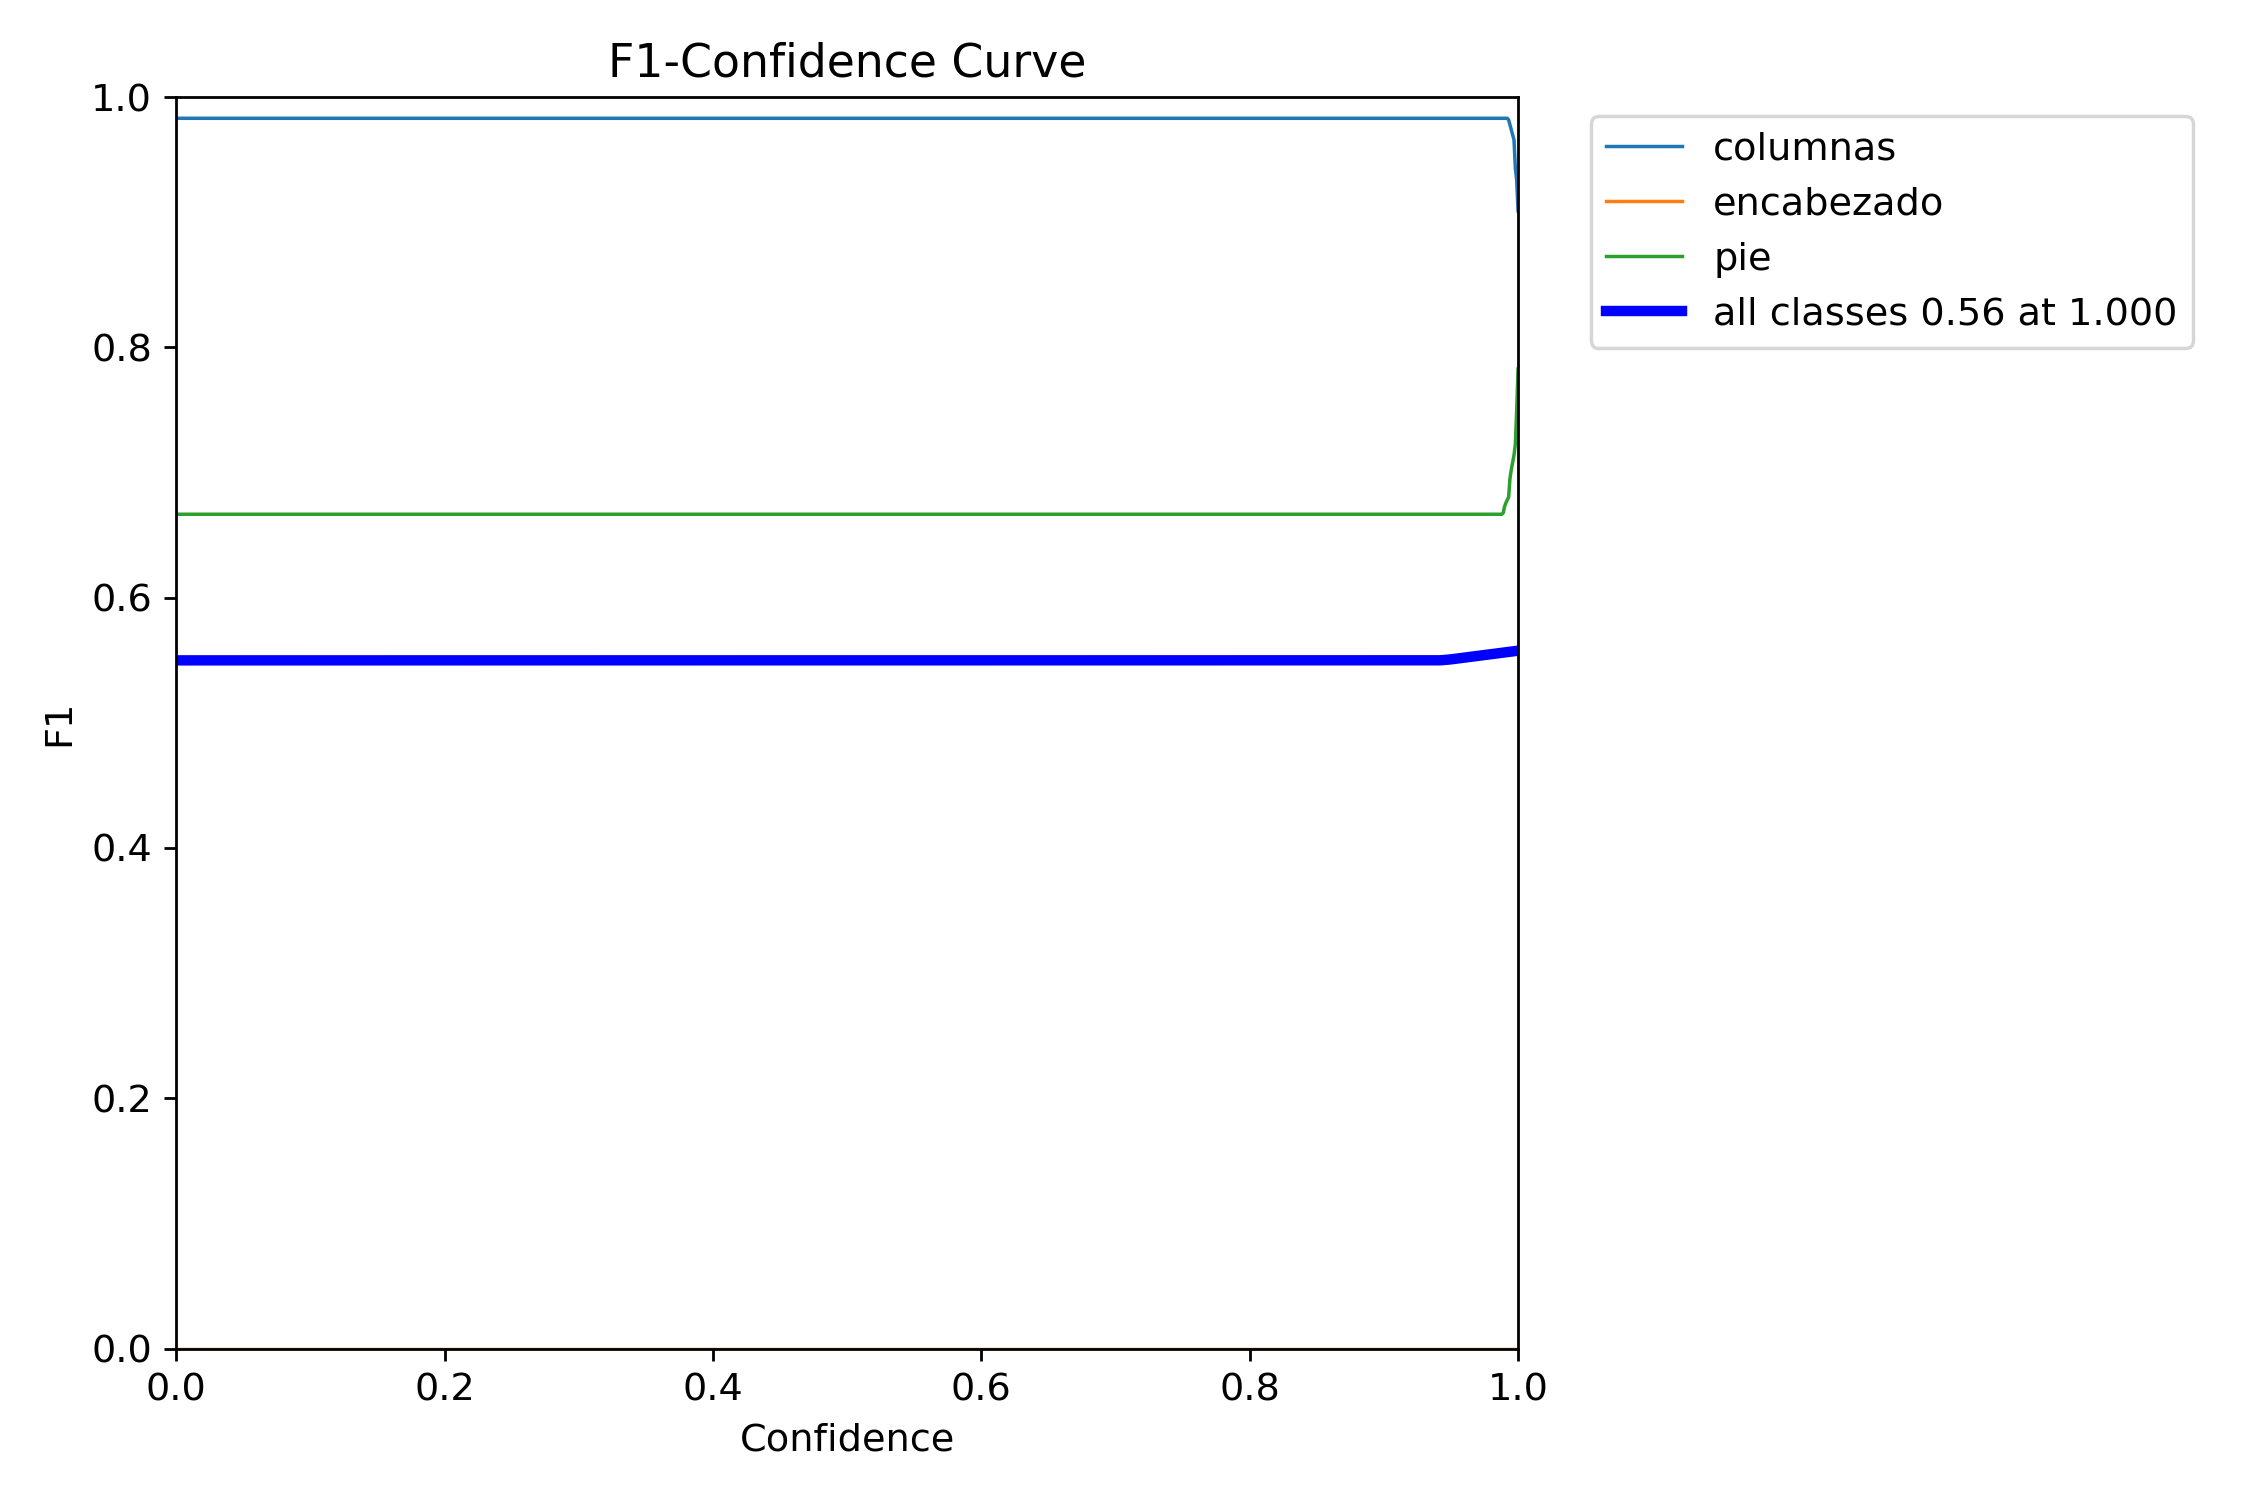 F1-Confidence Curve
1.0
0.8
0.6
0.4
0.2
0.0
F1
0.0 0.2 0.4 0.6 0.8 1.0
Confidence
columnas
encabezado
pie
all classes 0.56 at 1.000